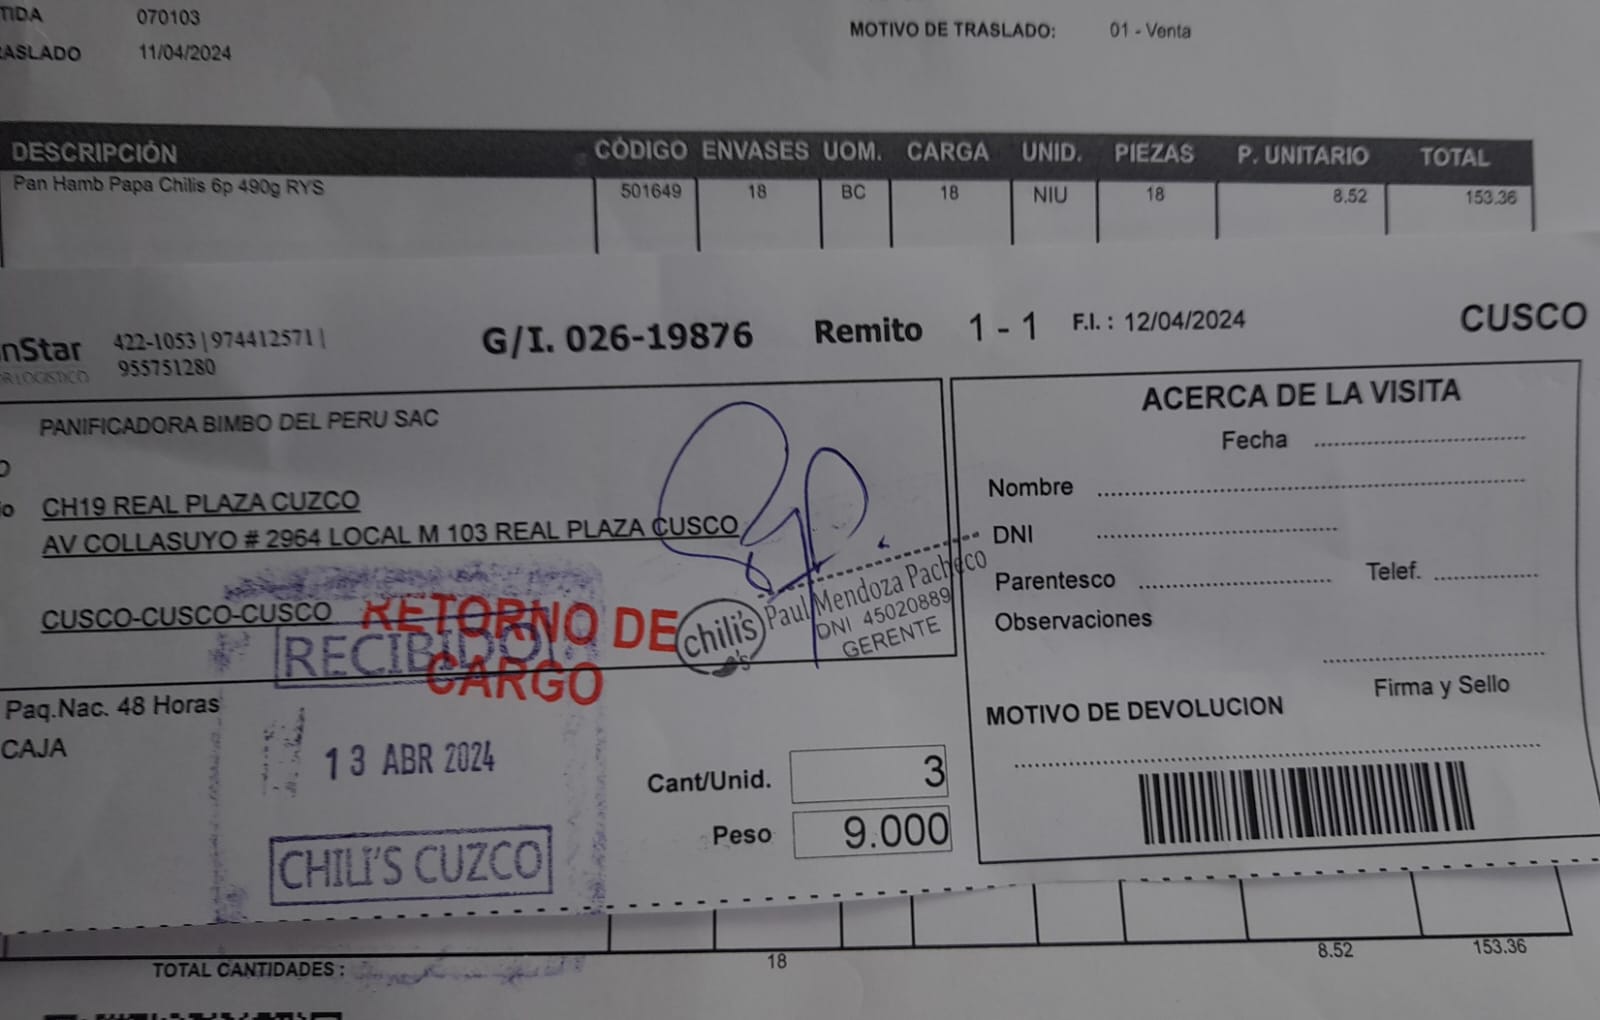 TIDA 070103
MOTIVO DE TRASLADO: 01 - Venta
RASLADO 11/04/2024
DESCRIPCIÓN CÓDIGO ENVASES UOM. CARGA UNID. PIEZAS P. UNITARIO TOTAL
Pan Hamb Papa Chilis 6p 490g RYS 501649 18 BC 18 NIU 18 8.52 153.36
nStar 422-1053 | 974412571 | G/I. 026-19876 Remito 1 - 1 F.I. : 12/04/2024 CUSCO
R LOGISTICO 955751280
PANIFICADORA BIMBO DEL PERU SAC
O
io CH19 REAL PLAZA CUZCO
AV COLLASUYO # 2964 LOCAL M 103 REAL PLAZA CUSCO
CUSCO-CUSCO-CUSCO
RETORNO DE
CARGO
RECIBIDO
13 ABR 2024
CHILI'S CUZCO
chili's
Paul Mendoza Pacheco
DNI 45020889
GERENTE
Paq.Nac. 48 Horas
CAJA
Cant/Unid. 3
Peso 9.000
ACERCA DE LA VISITA
Fecha
Nombre
DNI
Parentesco Telef.
Observaciones
Firma y Sello
MOTIVO DE DEVOLUCION
TOTAL CANTIDADES : 18 8.52 153.36